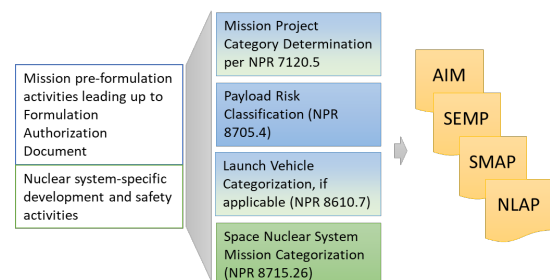 Mission pre-formulation
activities leading up to
Formulation
Authorization
Document
Nuclear system-specific
development and safety
activities
Mission Project
Category Determination
per NPR 7120.5
Payload Risk
Classification (NPR
8705.4)
Launch Vehicle
Categorization, if
applicable (NPR 8610.7)
Space Nuclear System
Mission Categorization
(NPR 8715.26)
AIM
SEMP
SMAP
NLAP